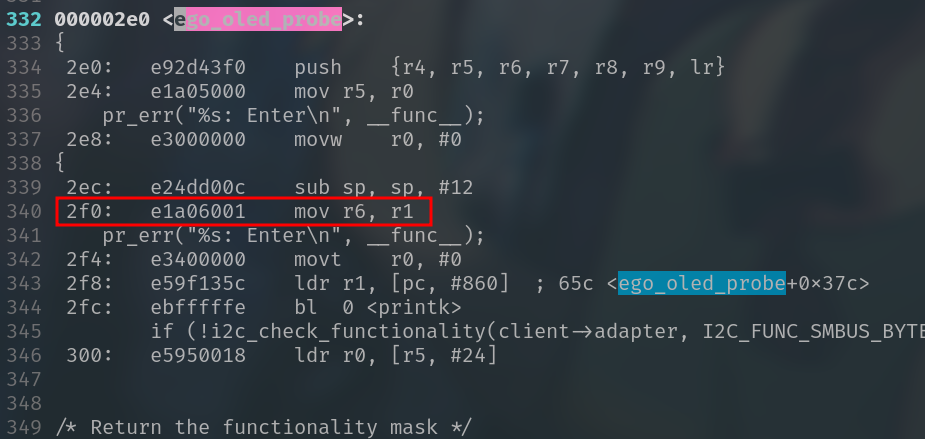 331
332 000002e0 <ego_oled_probe>:
333 {
334 2e0: e92d43f0 push {r4, r5, r6, r7, r8, r9, lr}
335 2e4: e1a05000 mov r5, r0
336 pr_err("%s: Enter\n", __func__);
337 2e8: e3000000 movw r0, #0
338 {
339 2ec: e24dd00c sub sp, sp, #12
340 2f0: e1a06001 mov r6, r1
341 pr_err("%s: Enter\n", __func__);
342 2f4: e3400000 movt r0, #0
343 2f8: e59f135c ldr r1, [pc, #860] ; 65c <ego_oled_probe+0×37c>
344 2fc: ebfffffe bl 0 <printk>
345 if (!i2c_check_functionality(client→adapter, I2C_FUNC_SMBUS_BYTE
346 300: e5950018 ldr r0, [r5, #24]
347
348
349 /* Return the functionality mask */